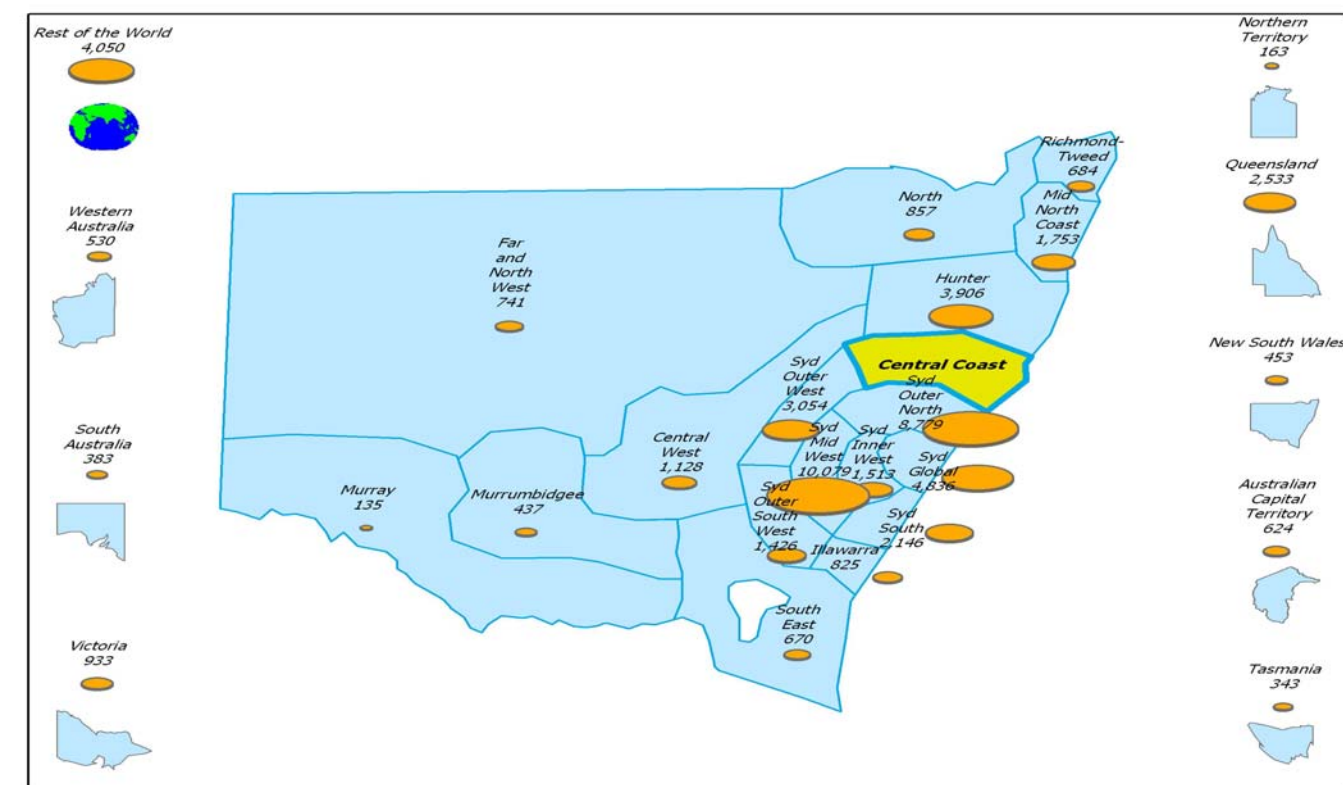 Rest of the World
4,050
Western
Australia
530
South
Australia
383
Victoria
933
Far
and
North
West
741
Murray
135
Murrumbidgee
437
Central
West
1,128
North
857
Richmond-
Tweed
684
Mid
North
Coast
1,753
Hunter
3,906
Central Coast
Syd
Outer
West
3,054
Syd
Outer
North
8,779
Syd
Mid
West
10,079
Syd
Inner
West
1,513
Syd
Global
4,836
Syd
Outer
South
West
1,426
Syd
South
2,146
Illawarra
825
South
East
670
Northern
Territory
163
Queensland
2,533
New South Wales
453
Australian
Capital
Territory
624
Tasmania
343